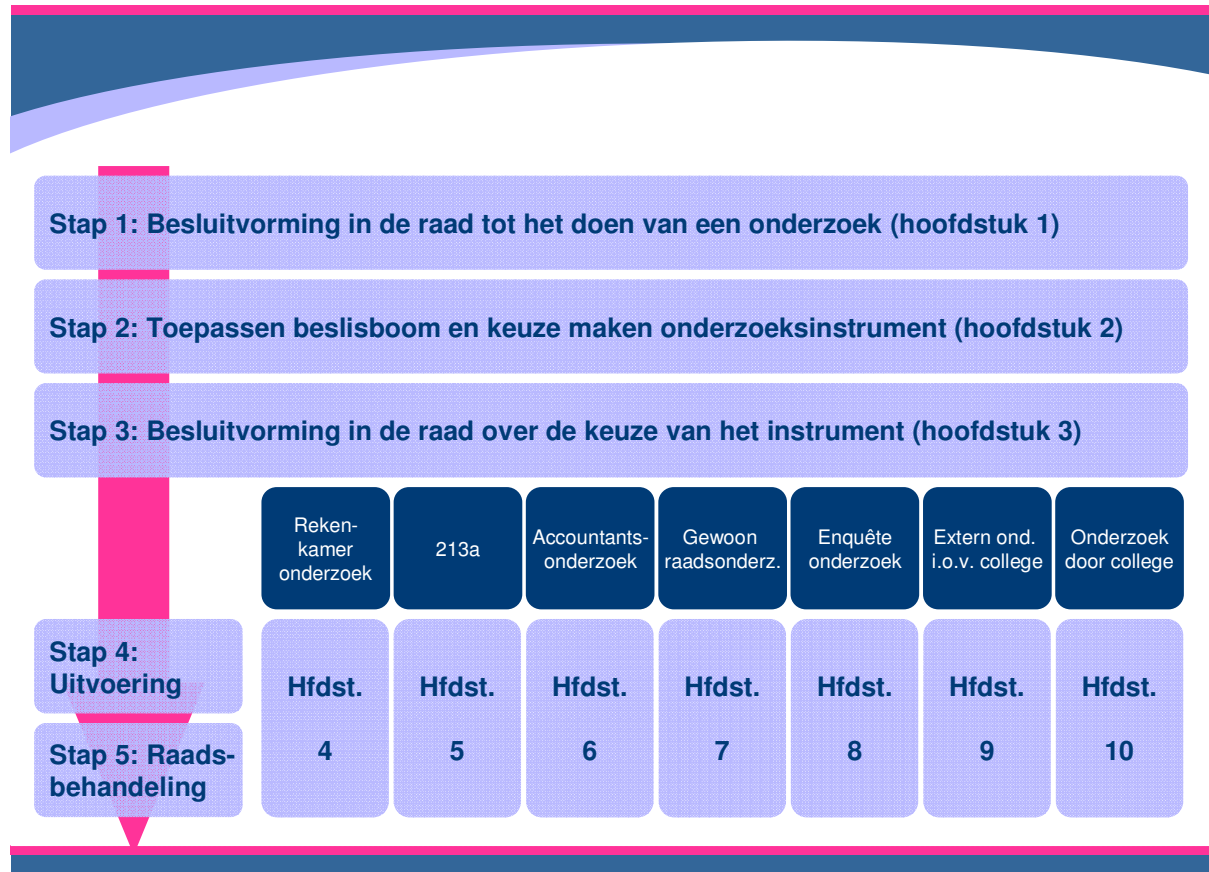 Stap 1: Besluitvorming in de raad tot het doen van een onderzoek (hoofdstuk 1)
Stap 2: Toepassen beslisboom en keuze maken onderzoeksinstrument (hoofdstuk 2)
Stap 3: Besluitvorming in de raad over de keuze van het instrument (hoofdstuk 3)
Reken-
kamer
onderzoek
213a
Accountants-
onderzoek
Gewoon
raadsonderz.
Enquête
onderzoek
Extern ond.
i.o.v. college
Onderzoek
door college
Stap 4:
Uitvoering
Stap 5: Raads-
behandeling
Hfdst.
4
Hfdst.
5
Hfdst.
6
Hfdst.
7
Hfdst.
8
Hfdst.
9
Hfdst.
10